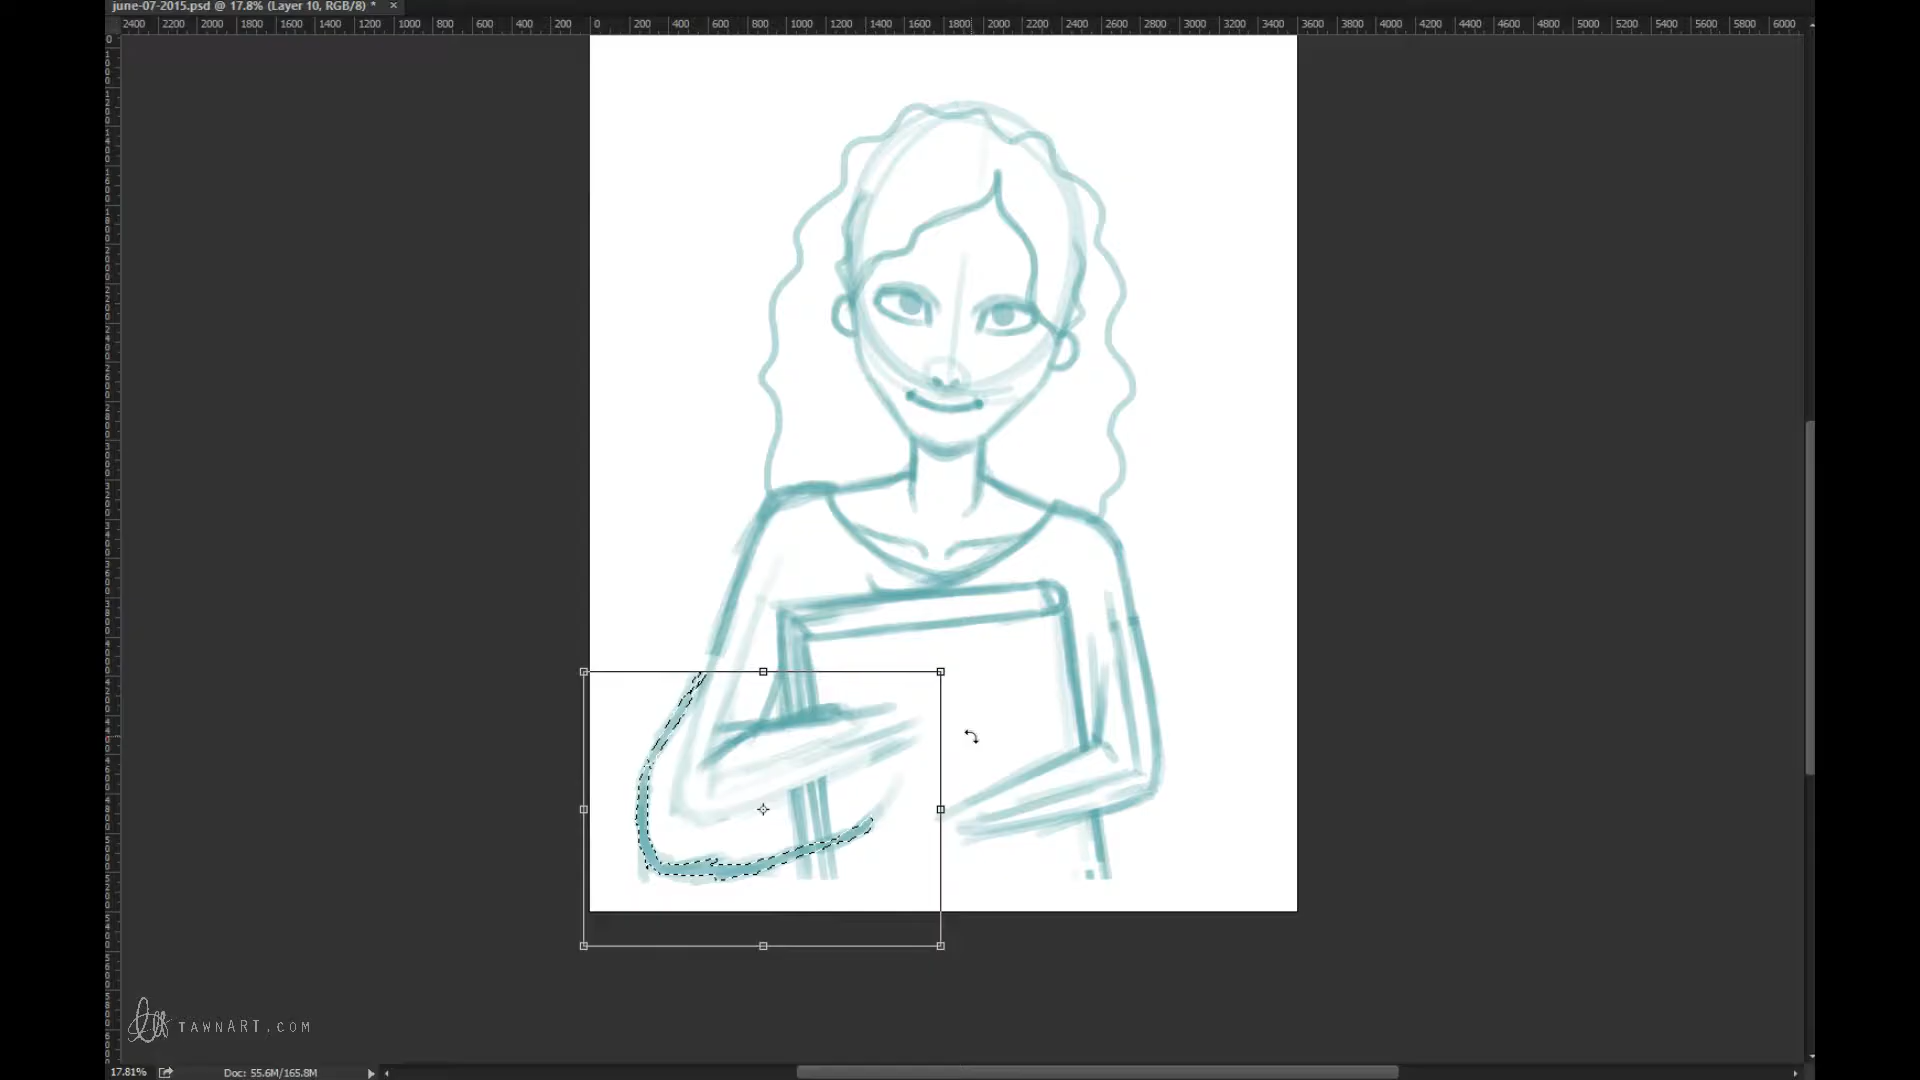 june-07-2015.psd @ 17.8% (Layer 10, RGB/8) * ×
2400 2200 2000 1800 1600 1400 1200 1000 800 600 400 200 0 200 400 600 800 1000 1200 1400 1600 1800 2000 2200 2400 2600 2800 3000 3200 3400 3600 3800 4000 4200 4400 4600 4800 5000 5200 5400 5600 5800 6000
TAWNART.COM
17.81% Doc: 55.6M/165.8M